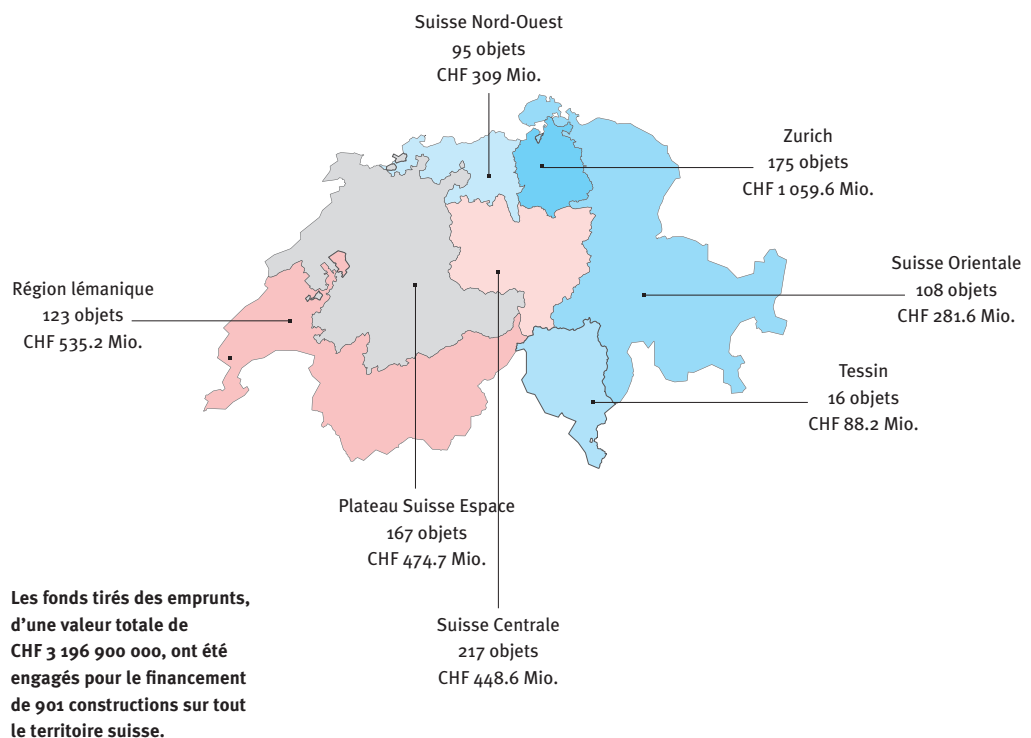 Suisse Nord-Ouest
95 objets
CHF 309 Mio.
Zurich
175 objets
CHF 1 059.6 Mio.
Suisse Orientale
108 objets
CHF 281.6 Mio.
Région lémanique
123 objets
CHF 535.2 Mio.
Tessin
16 objets
CHF 88.2 Mio.
Plateau Suisse Espace
167 objets
CHF 474.7 Mio.
Suisse Centrale
217 objets
CHF 448.6 Mio.
Les fonds tirés des emprunts,
d'une valeur totale de
CHF 3 196 900 000, ont été
engagés pour le financement
de 901 constructions sur tout
le territoire suisse.